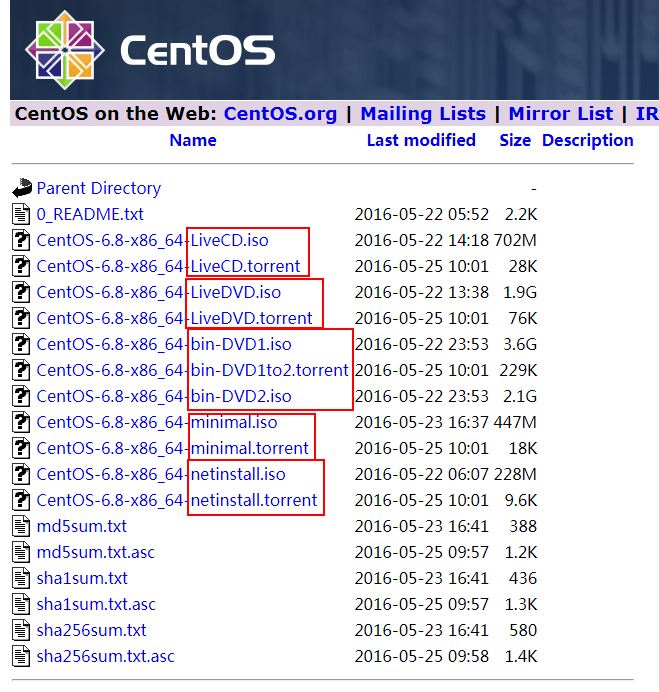 CentOS
CentOS on the Web: CentOS.org | Mailing Lists | Mirror List | IR
Name Last modified Size Description
Parent Directory -
0_README.txt 2016-05-22 05:52 2.2K
CentOS-6.8-x86_64-LiveCD.iso 2016-05-22 14:18 702M
CentOS-6.8-x86_64-LiveCD.torrent 2016-05-25 10:01 28K
CentOS-6.8-x86_64-LiveDVD.iso 2016-05-22 13:38 1.9G
CentOS-6.8-x86_64-LiveDVD.torrent 2016-05-25 10:01 76K
CentOS-6.8-x86_64-bin-DVD1.iso 2016-05-22 23:53 3.6G
CentOS-6.8-x86_64-bin-DVD1to2.torrent 2016-05-25 10:01 229K
CentOS-6.8-x86_64-bin-DVD2.iso 2016-05-22 23:53 2.1G
CentOS-6.8-x86_64-minimal.iso 2016-05-23 16:37 447M
CentOS-6.8-x86_64-minimal.torrent 2016-05-25 10:01 18K
CentOS-6.8-x86_64-netinstall.iso 2016-05-22 06:07 228M
CentOS-6.8-x86_64-netinstall.torrent 2016-05-25 10:01 9.6K
md5sum.txt 2016-05-23 16:41 388
md5sum.txt.asc 2016-05-25 09:57 1.2K
sha1sum.txt 2016-05-23 16:41 436
sha1sum.txt.asc 2016-05-25 09:57 1.3K
sha256sum.txt 2016-05-23 16:41 580
sha256sum.txt.asc 2016-05-25 09:58 1.4K